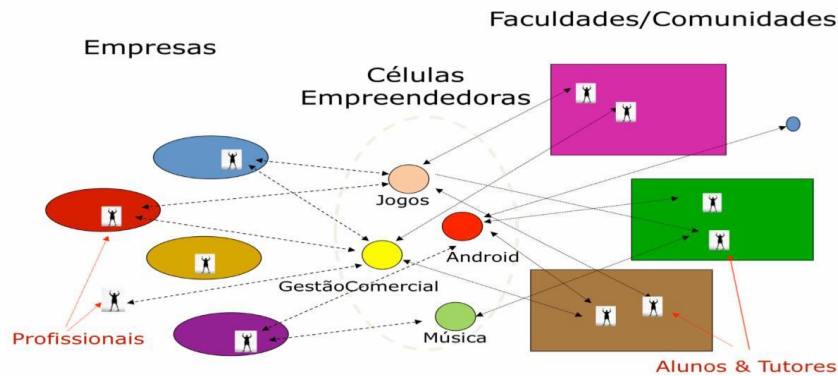 Faculdades/Comunidades
Empresas
Células
Empreendedoras
Jogos
Android
GestãoComercial
Música
Profissionais
Alunos & Tutores